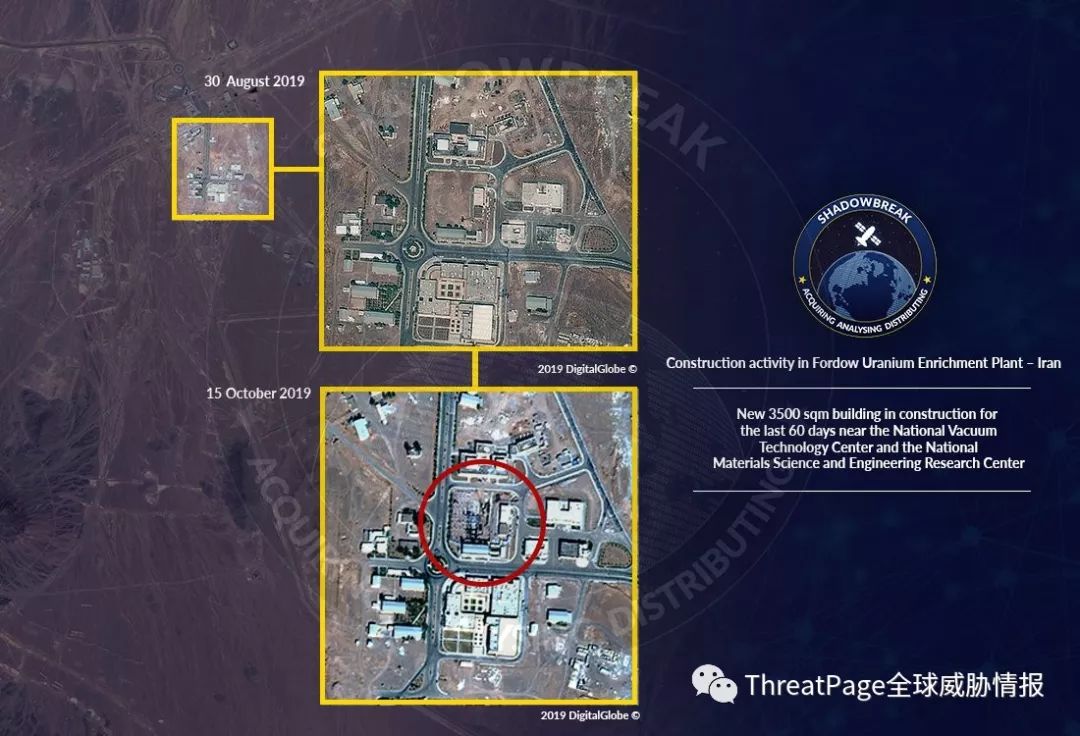 30 August 2019
2019 DigitalGlobe ©
15 October 2019
2019 DigitalGlobe ©
SHADOWBREAK
ACQUIRING ANALYSING DISTRIBUTING
Construction activity in Fordow Uranium Enrichment Plant – Iran
New 3500 sqm building in construction for
the last 60 days near the National Vacuum
Technology Center and the National
Materials Science and Engineering Research Center
ThreatPage全球威胁情报